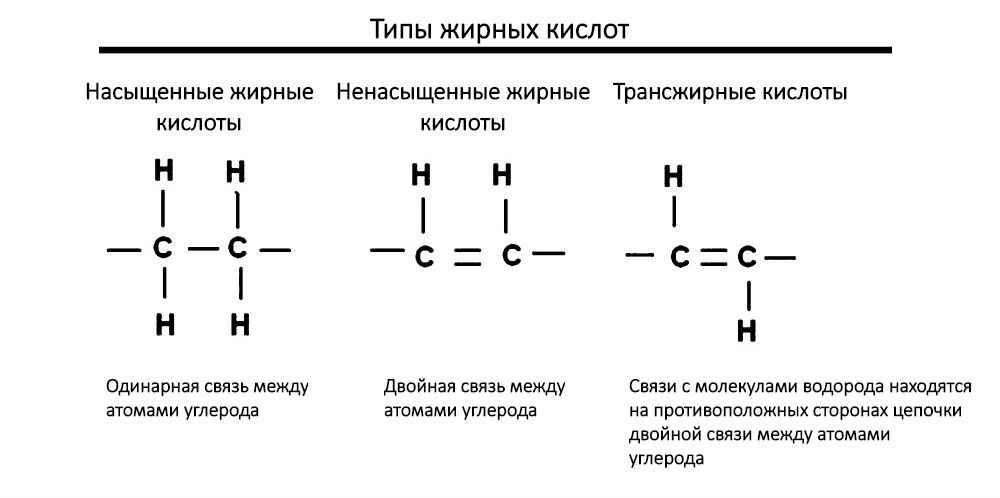 Типы жирных кислот
Насыщенные жирные
кислоты
Ненасыщенные жирные
кислоты
Трансжирные кислоты
H H
— C — C —
H H
H H
— C = C —
H
— C = C —
H
Одинарная связь между
атомами углерода
Двойная связь между
атомами углерода
Связи с молекулами водорода находятся
на противоположных сторонах цепочки
двойной связи между атомами
углерода